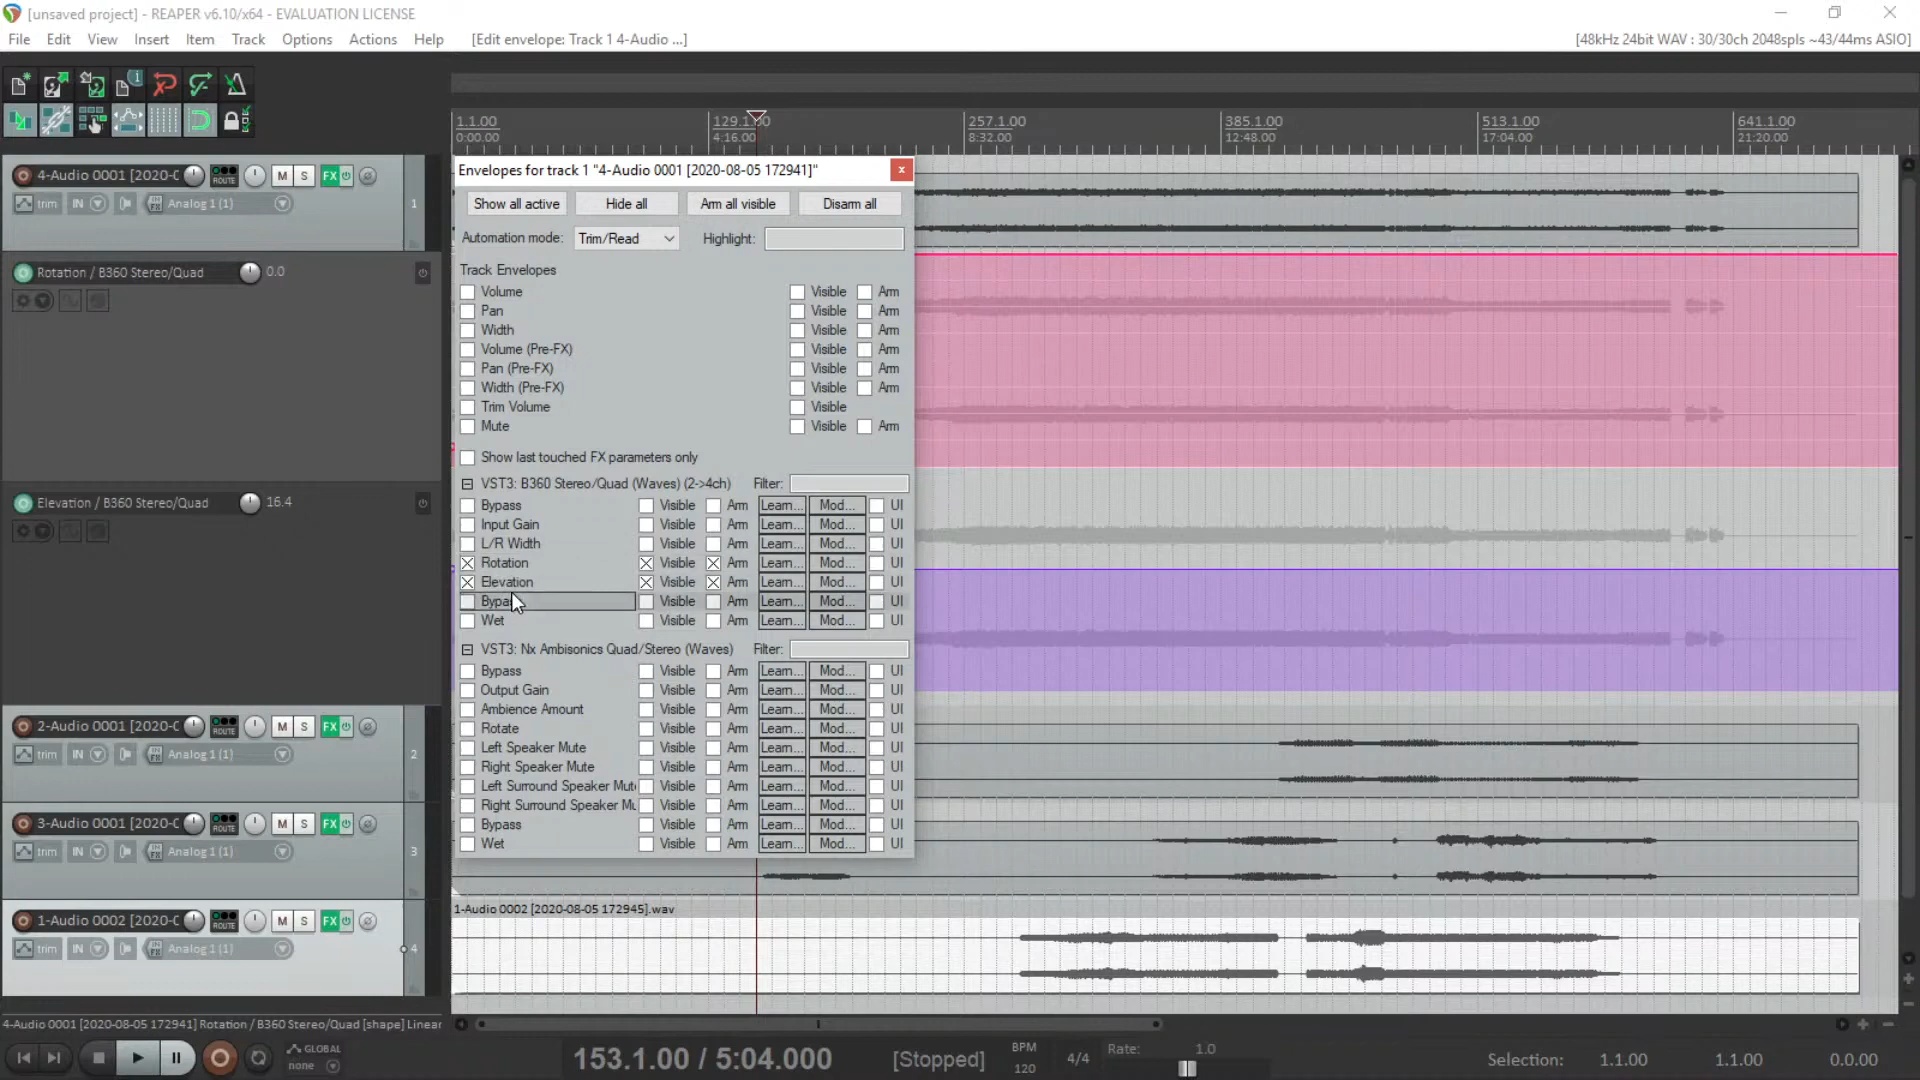 [unsaved project] - REAPER v6.10/x64 - EVALUATION LICENSE
File Edit View Insert Item Track Options Actions Help [Edit envelope: Track 1 4-Audio ...] [48kHz 24bit WAV : 30/30ch 2048spls ~43/44ms ASIO]
1.1.00 129.1.00 257.1.00 385.1.00 513.1.00 641.1.00
0:00.00 4:16.00 8:32.00 12:48.00 17:04.00 21:20.00
4-Audio 0001 [2020-0 ROUTE M S FX
trim IN Analog 1 (1) 1
Rotation / B360 Stereo/Quad 0.0
Elevation / B360 Stereo/Quad 16.4
2-Audio 0001 [2020-0 ROUTE M S FX
trim IN Analog 1 (1) 2
3-Audio 0001 [2020-0 ROUTE M S FX
trim IN Analog 1 (1) 3
1-Audio 0002 [2020-0 ROUTE M S FX
trim IN Analog 1 (1) 4
Envelopes for track 1 "4-Audio 0001 [2020-08-05 172941]" x
Show all active Hide all Arm all visible Disarm all
Automation mode: Trim/Read Highlight:
Track Envelopes
Volume Visible Arm
Pan Visible Arm
Width Visible Arm
Volume (Pre-FX) Visible Arm
Pan (Pre-FX) Visible Arm
Width (Pre-FX) Visible Arm
Trim Volume Visible
Mute Visible Arm
Show last touched FX parameters only
VST3: B360 Stereo/Quad (Waves) (2->4ch) Filter:
Bypass Visible Arm Learn... Mod... UI
Input Gain Visible Arm Learn... Mod... UI
L/R Width Visible Arm Learn... Mod... UI
Rotation Visible Arm Learn... Mod... UI
Elevation Visible Arm Learn... Mod... UI
Bypass Visible Arm Learn... Mod... UI
Wet Visible Arm Learn... Mod... UI
VST3: Nx Ambisonics Quad/Stereo (Waves) Filter:
Bypass Visible Arm Learn... Mod... UI
Output Gain Visible Arm Learn... Mod... UI
Ambience Amount Visible Arm Learn... Mod... UI
Rotate Visible Arm Learn... Mod... UI
Left Speaker Mute Visible Arm Learn... Mod... UI
Right Speaker Mute Visible Arm Learn... Mod... UI
Left Surround Speaker Mute Visible Arm Learn... Mod... UI
Right Surround Speaker Mu Visible Arm Learn... Mod... UI
Bypass Visible Arm Learn... Mod... UI
Wet Visible Arm Learn... Mod... UI
1-Audio 0002 [2020-08-05 172945].wav
4-Audio 0001 [2020-08-05 172941] Rotation / B360 Stereo/Quad [shape] Linear
GLOBAL
none
153.1.00 / 5:04.000 [Stopped] BPM 120 4/4 Rate: 1.0 Selection: 1.1.00 1.1.00 0.0.00